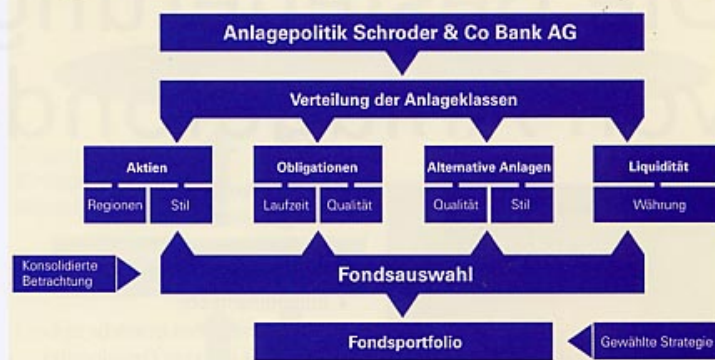 Anlagepolitik Schroder & Co Bank AG
Verteilung der Anlageklassen
Aktien
Obligationen
Alternative Anlagen
Liquidität
Regionen
Stil
Laufzeit
Qualität
Qualität
Stil
Währung
Konsolidierte
Betrachtung
Fondsauswahl
Fondsportfolio
Gewählte Strategie